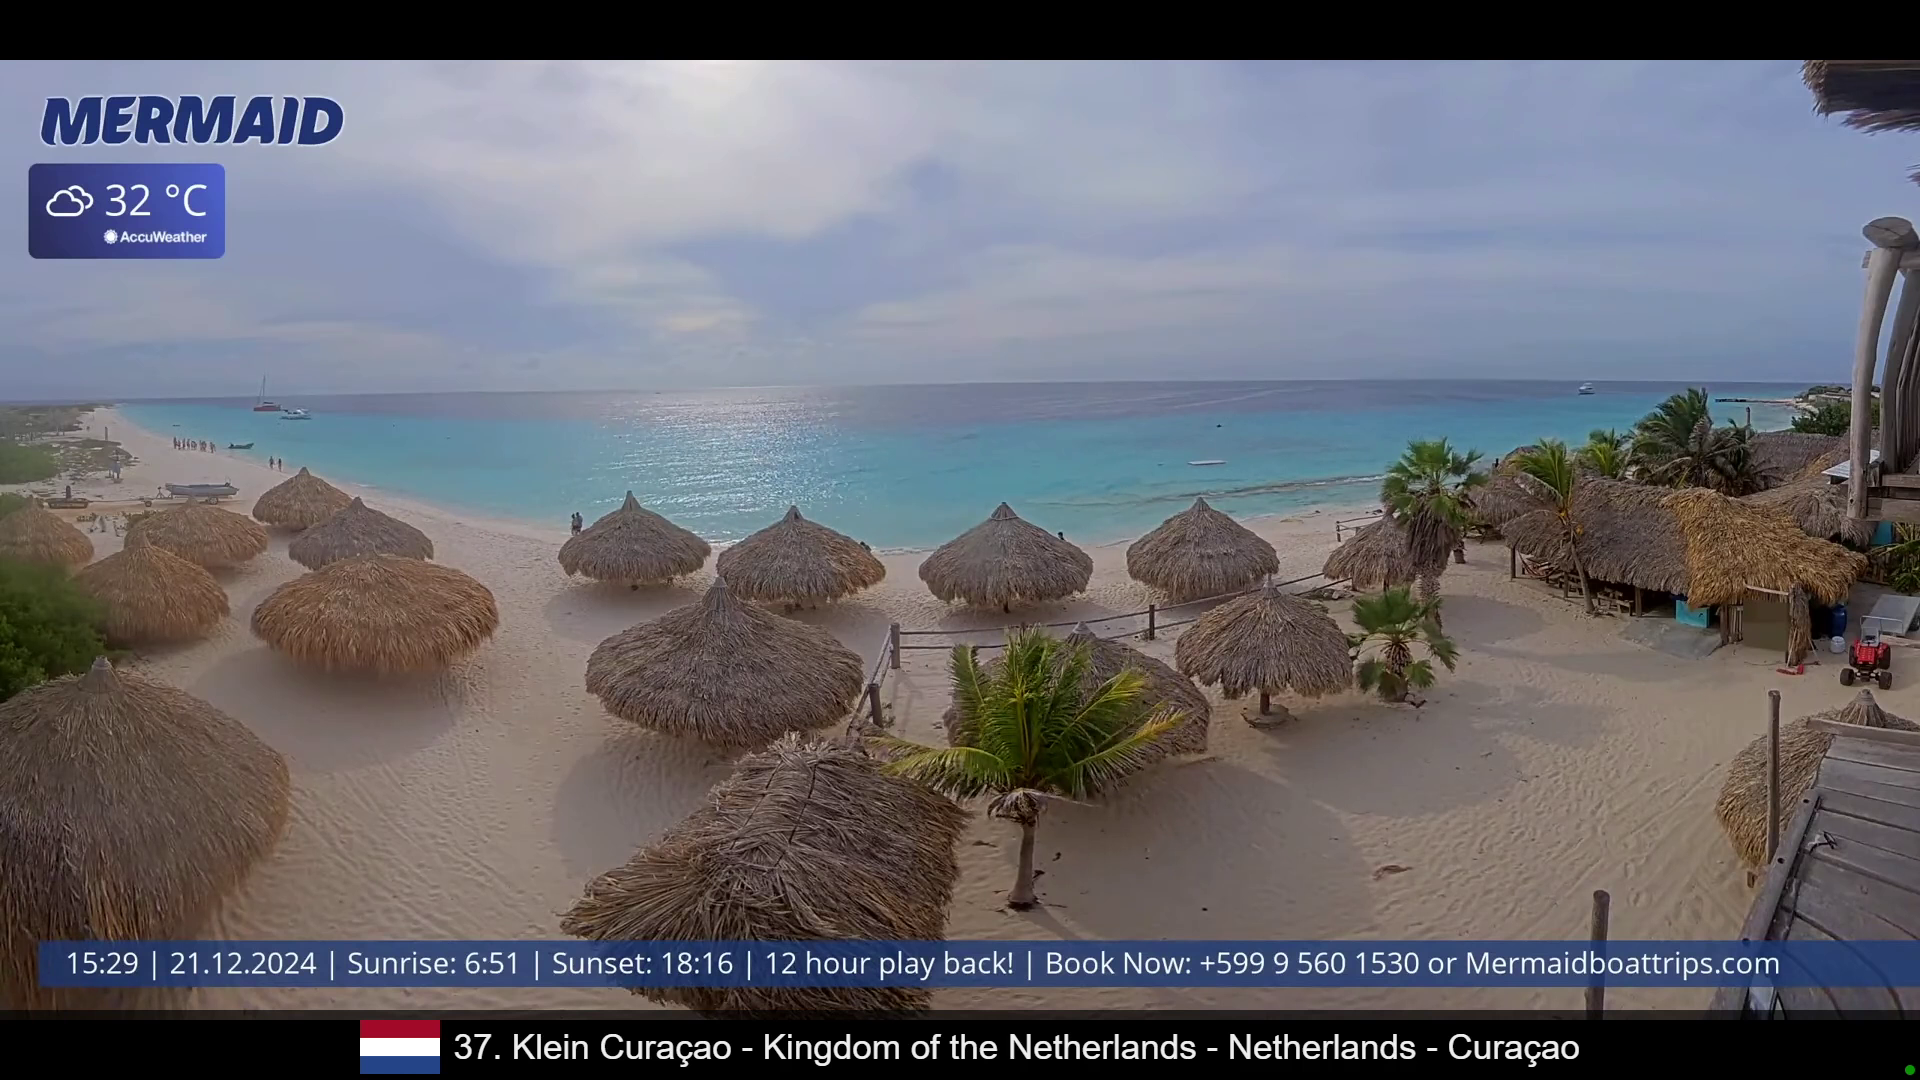 MERMAID
32 °C
AccuWeather
15:29 | 21.12.2024 | Sunrise: 6:51 | Sunset: 18:16 | 12 hour play back! | Book Now: +599 9 560 1530 or Mermaidboattrips.com
37. Klein Curaçao - Kingdom of the Netherlands - Netherlands - Curaçao